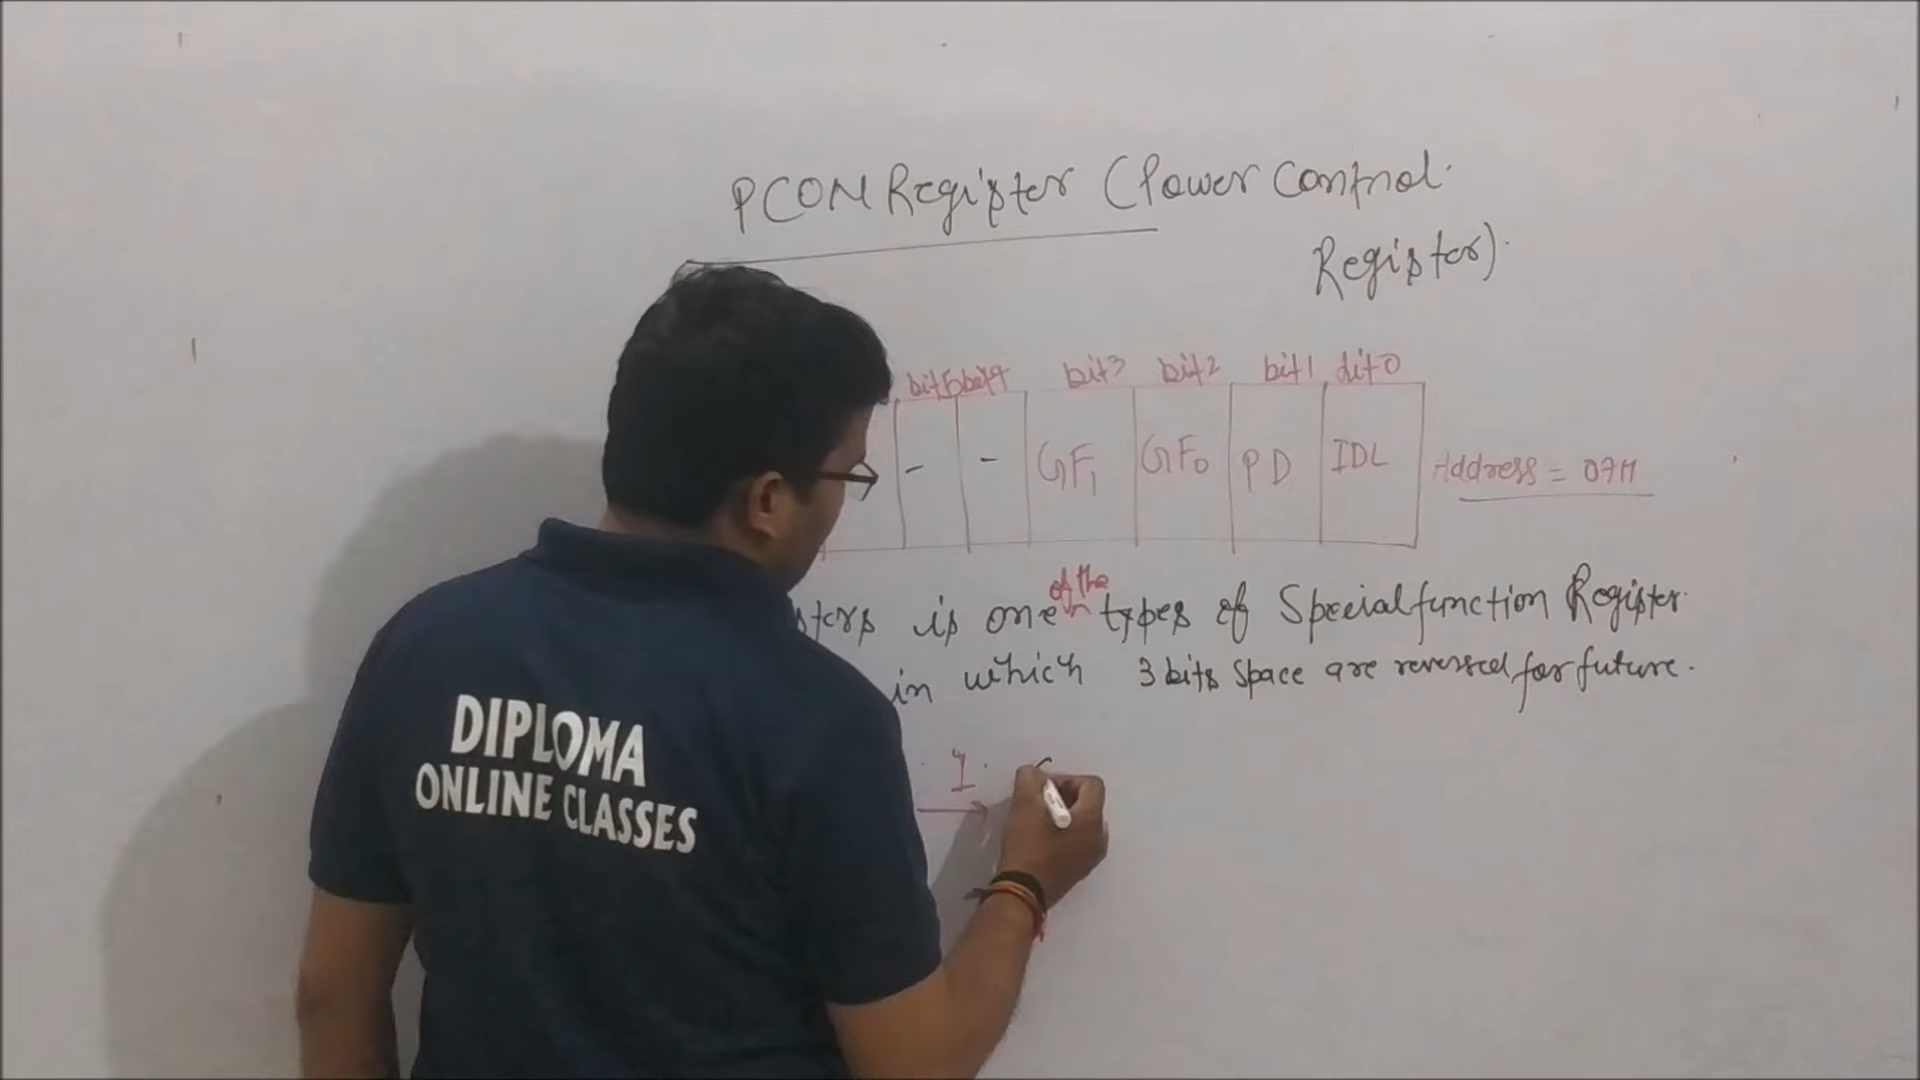 PCON Register (Power Control
Register).
bit5 bit4 bit3 bit2 bit1 bit0
- - GF1 GF0 PD IDL Address = 87H
of the
sters is one types of Special function Register
in which 3 bits Space are reversed for future.
1
DIPLOMA
ONLINE CLASSES